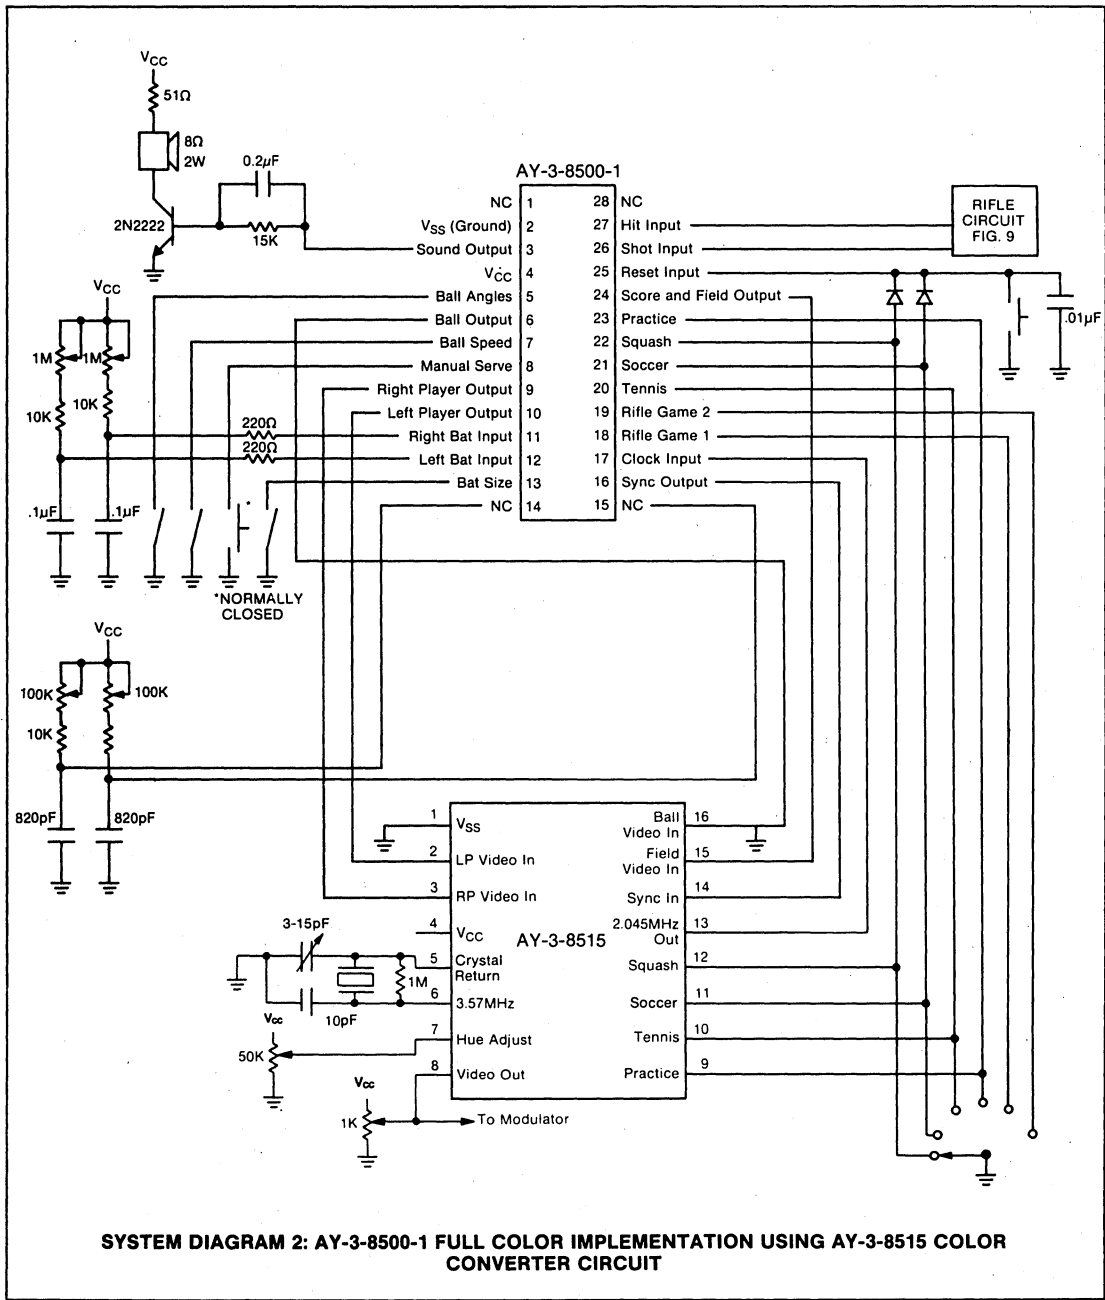 V_CC
51Ω
8Ω
2W
0.2µF
2N2222
15K
AY-3-8500-1
NC 1
V_SS (Ground) 2
Sound Output 3
V_CC 4
Ball Angles 5
Ball Output 6
Ball Speed 7
Manual Serve 8
Right Player Output 9
Left Player Output 10
Right Bat Input 11
Left Bat Input 12
Bat Size 13
NC 14
28 NC
27 Hit Input
26 Shot Input
25 Reset Input
24 Score and Field Output
23 Practice
22 Squash
21 Soccer
20 Tennis
19 Rifle Game 2
18 Rifle Game 1
17 Clock Input
16 Sync Output
15 NC
RIFLE
CIRCUIT
FIG. 9
.01µF
V_CC
1M
1M
10K
10K
220Ω
220Ω
.1µF
.1µF
*
*NORMALLY
CLOSED
V_CC
100K
100K
10K
820pF
820pF
AY-3-8515
1 V_SS
2 LP Video In
3 RP Video In
4 V_CC
5 Crystal
Return
6 3.57MHz
7 Hue Adjust
8 Video Out
Ball 16
Video In
Field 15
Video In
Sync In 14
2.045MHz 13
Out
Squash 12
Soccer 11
Tennis 10
Practice 9
3-15pF
1M
10pF
Vcc
50K
Vcc
1K
To Modulator
SYSTEM DIAGRAM 2: AY-3-8500-1 FULL COLOR IMPLEMENTATION USING AY-3-8515 COLOR
CONVERTER CIRCUIT